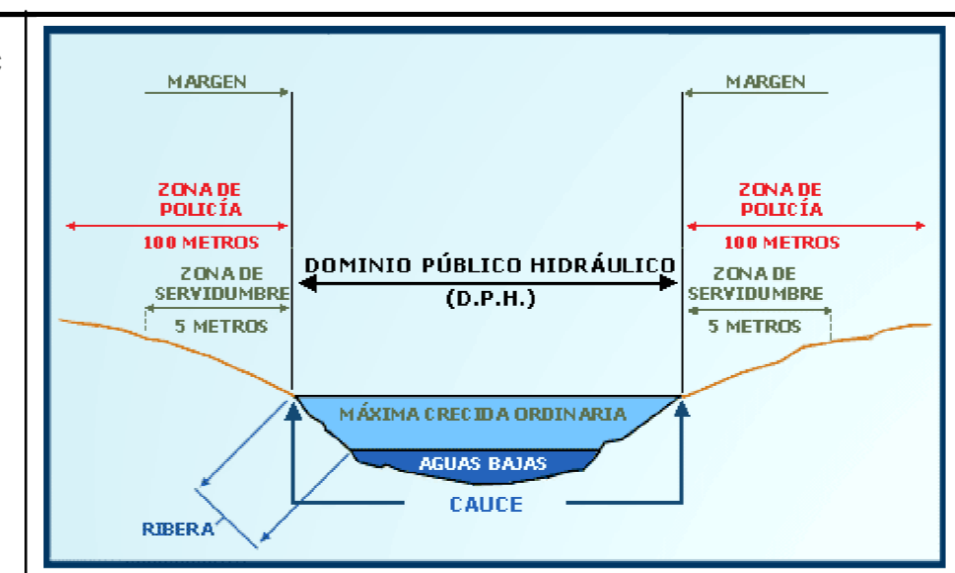 MARGEN
MARGEN
ZONA DE
POLICÍA
100 METROS
ZONA DE
POLICÍA
100 METROS
DOMINIO PÚBLICO HIDRÁULICO
(D.P.H.)
ZONA DE
SERVIDUMBRE
5 METROS
ZONA DE
SERVIDUMBRE
5 METROS
MÁXIMA CRECIDA ORDINARIA
AGUAS BAJAS
CAUCE
RIBERA